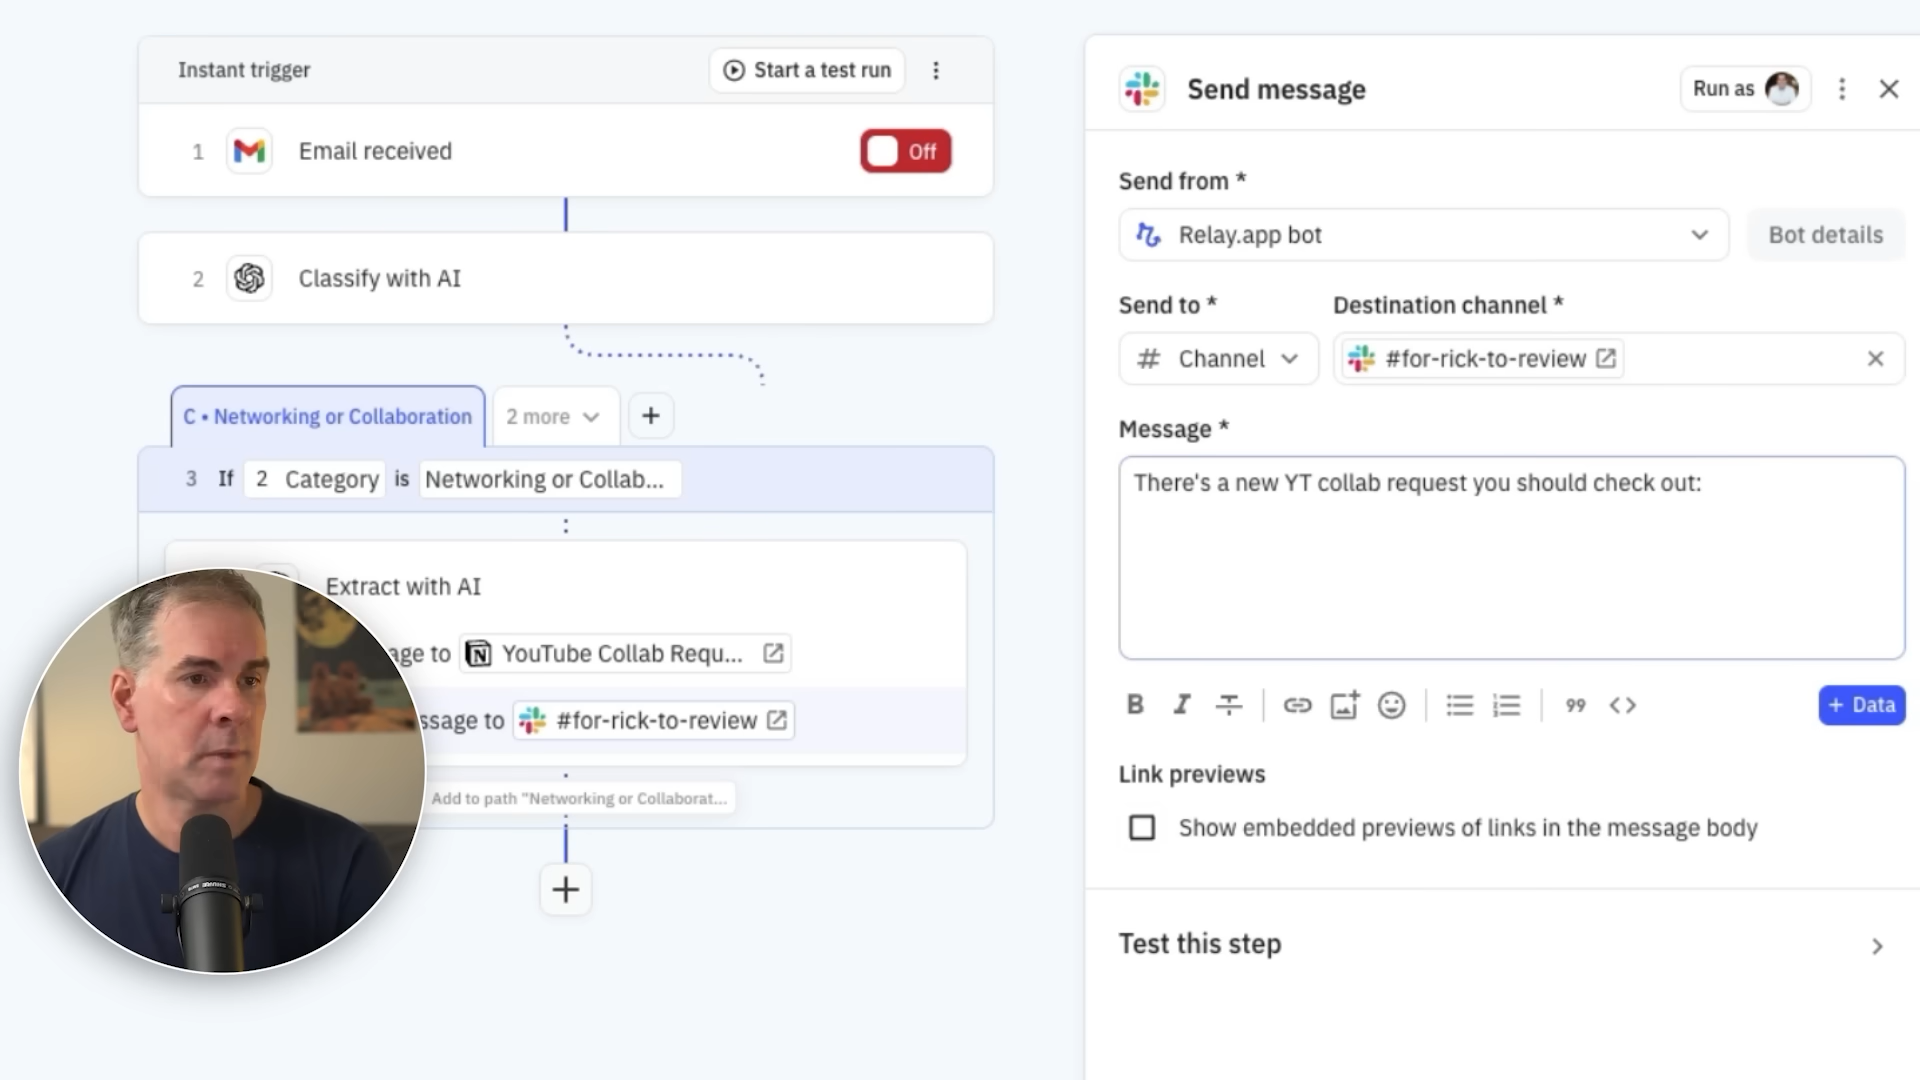 Instant trigger
Start a test run
1 Email received
Off
2 Classify with AI
C • Networking or Collaboration
2 more
3 If 2 Category is Networking or Collab...
Extract with AI
age to YouTube Collab Requ...
ssage to #for-rick-to-review
Add to path "Networking or Collaborat...
Send message
Run as
Send from *
Relay.app bot
Bot details
Send to *
Destination channel *
# Channel
#for-rick-to-review
Message *
There's a new YT collab request you should check out:
+ Data
Link previews
Show embedded previews of links in the message body
Test this step